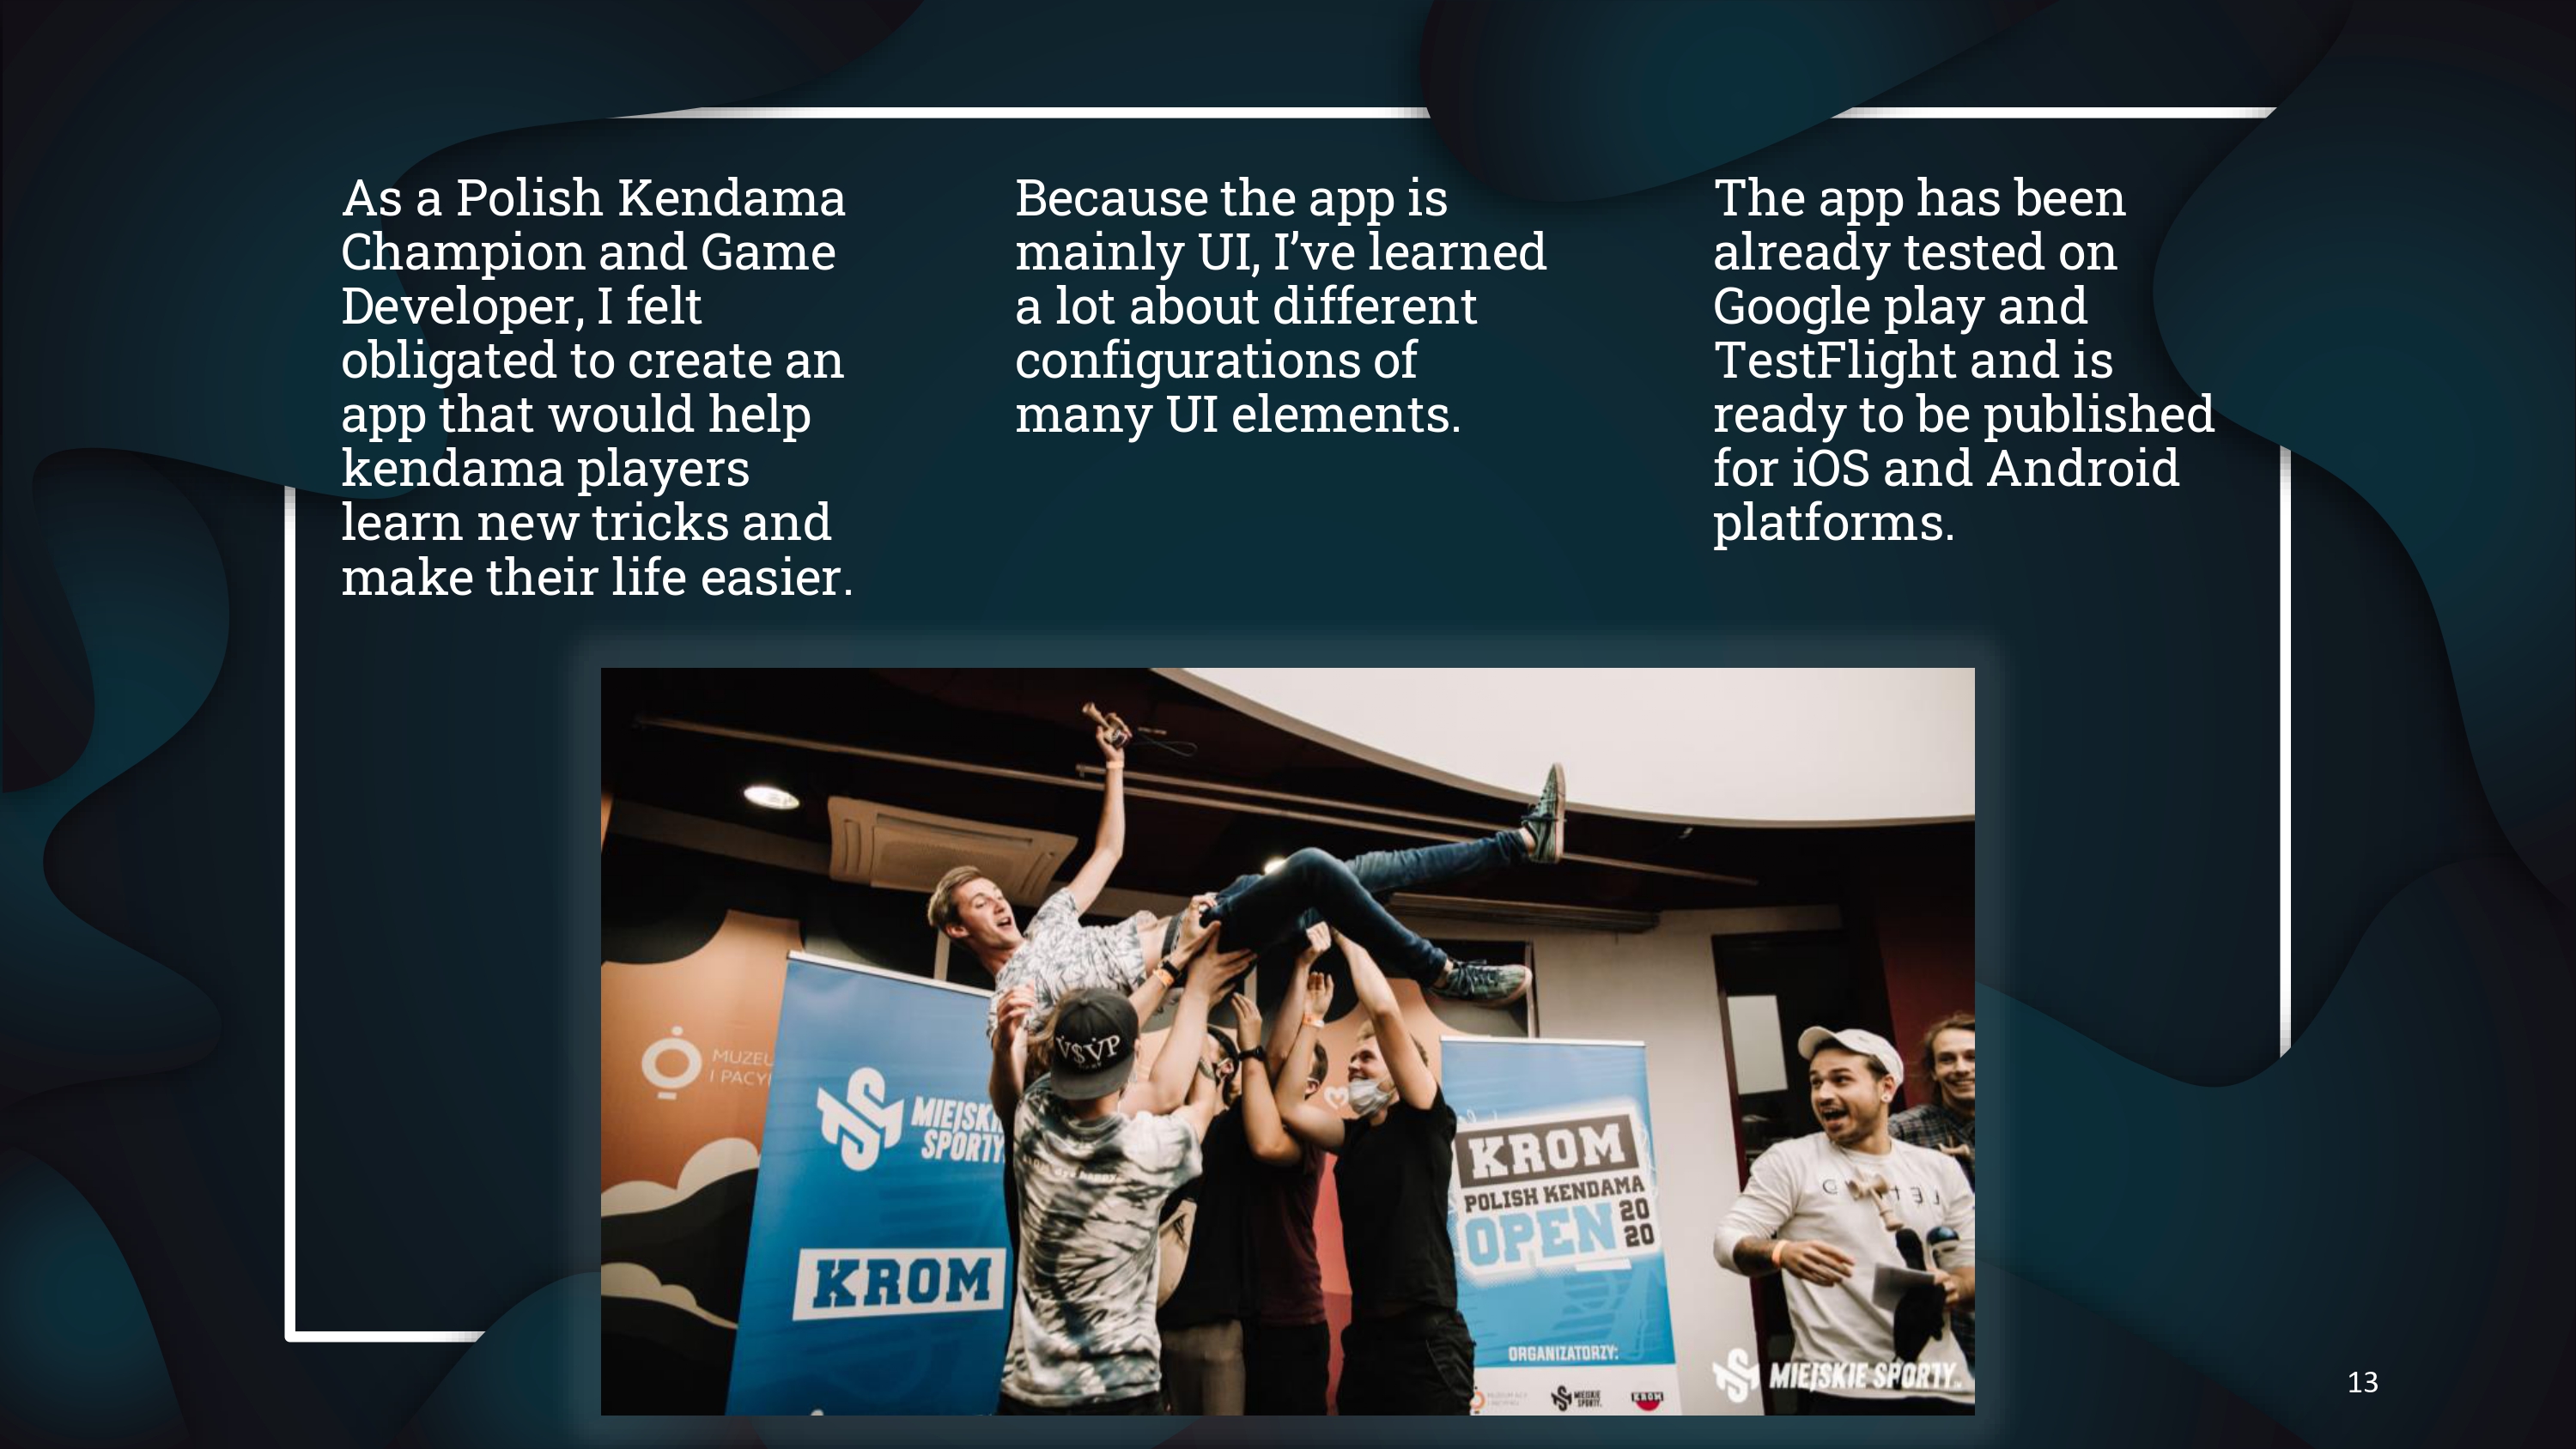 As a Polish Kendama
Champion and Game
Developer, I felt
obligated to create an
app that would help
kendama players
learn new tricks and
make their life easier.
Because the app is
mainly UI, I’ve learned
a lot about different
configurations of
many UI elements.
The app has been
already tested on
Google play and
TestFlight and is
ready to be published
for iOS and Android
platforms.
V$VP
MUZEU
I PACY
MIEJSKI
SPORTY
KROM
KROM
POLISH KENDAMA
OPEN 20
20
ORGANIZATORZY:
MIEJSKIE
SPORTY.
KROM
MIEJSKIE SPORTY.
13